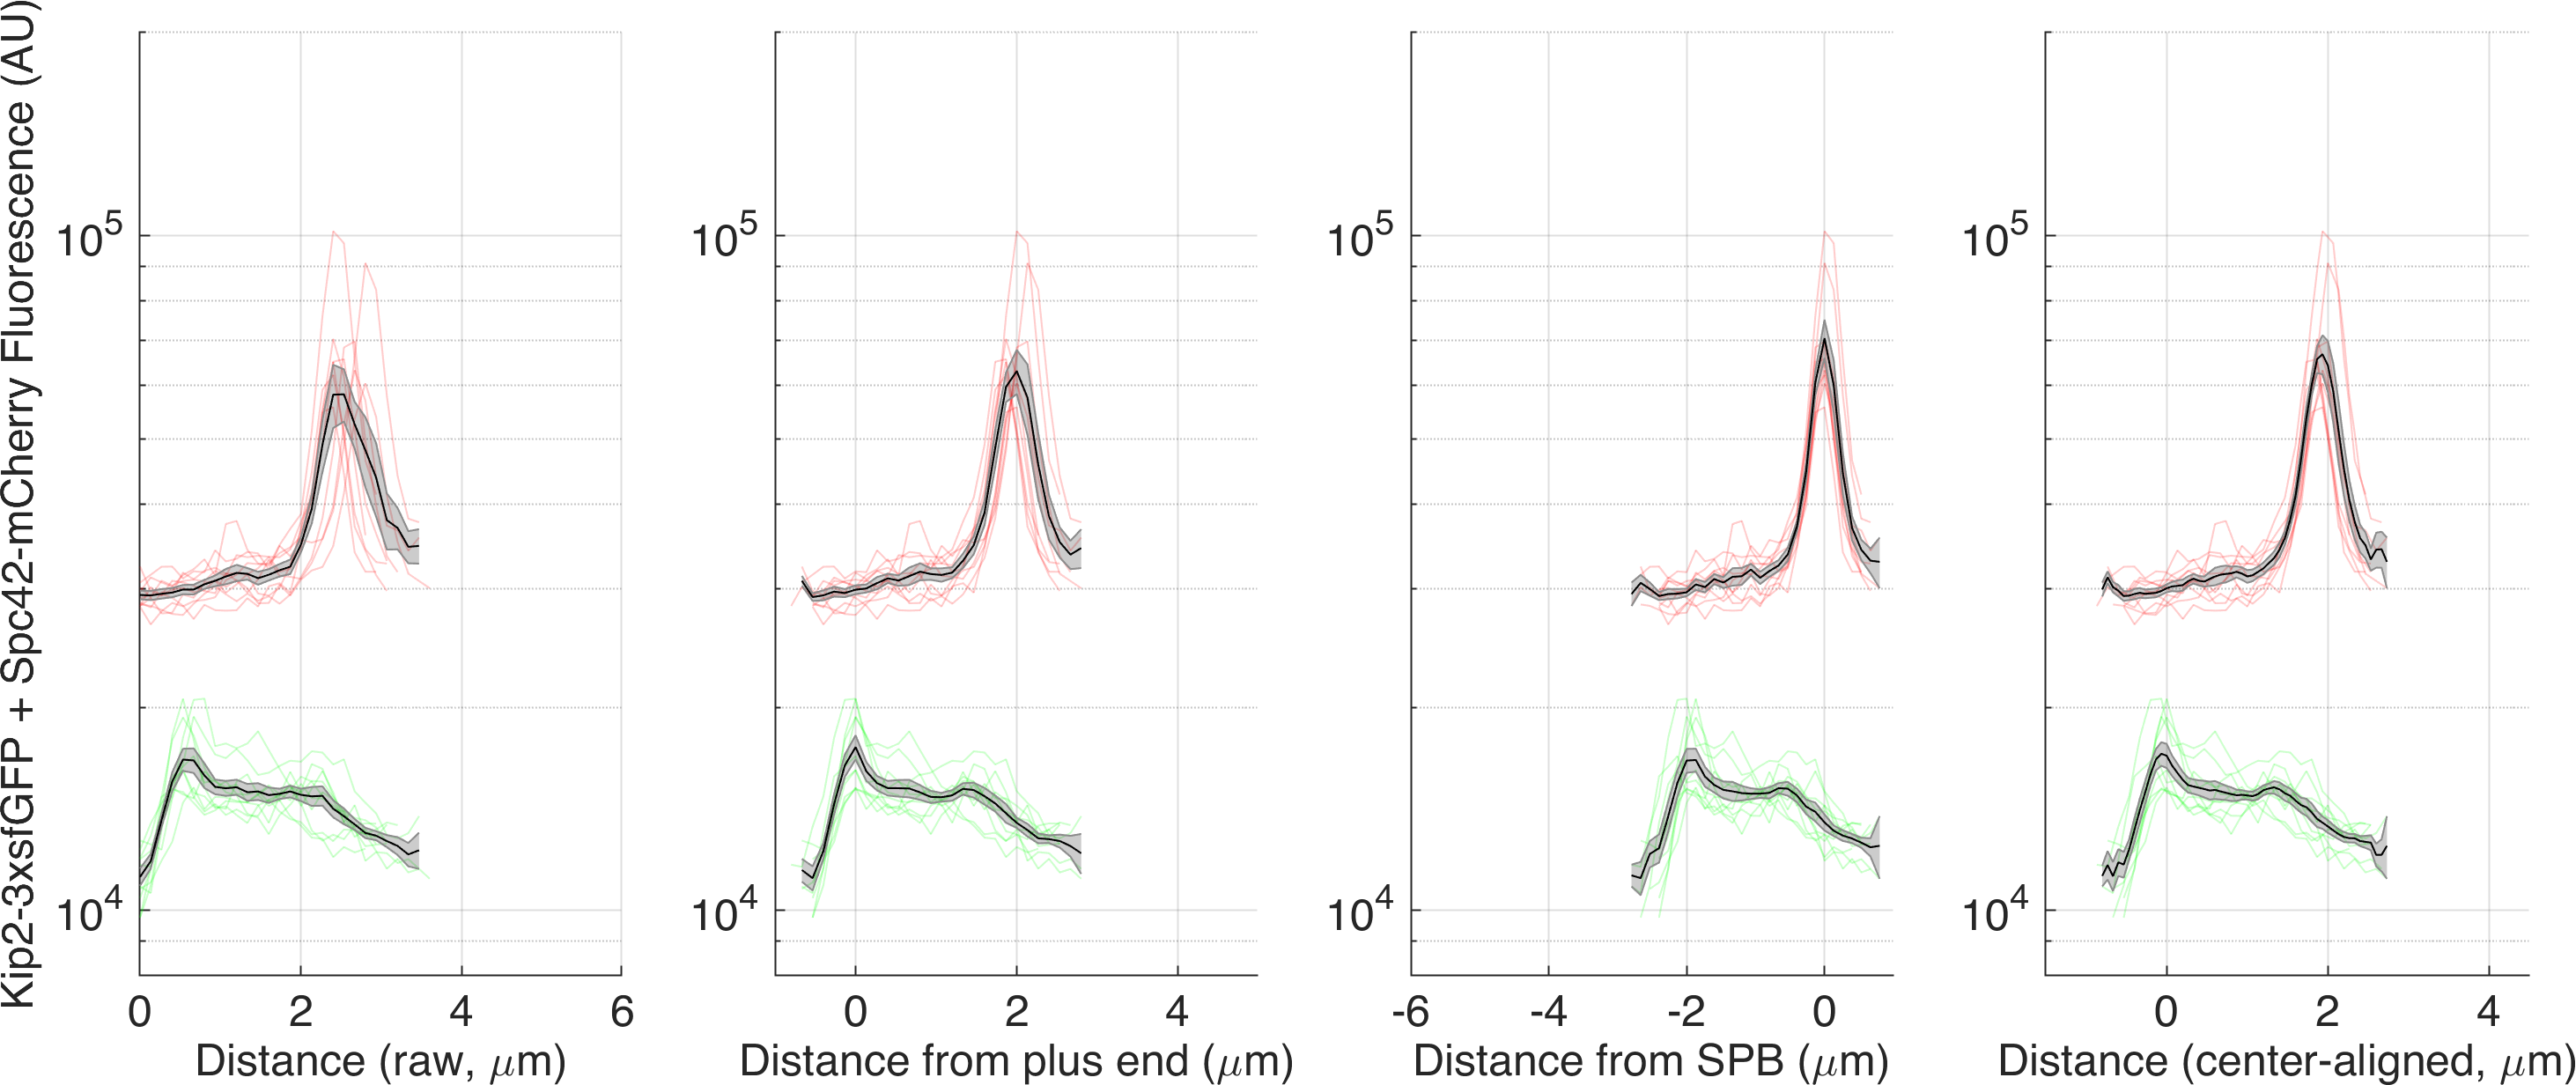 Kip2-3xsfGFP + Spc42-mCherry Fluorescence (AU)
10^5
10^4
0 2 4 6
Distance (raw, μm)
10^5
10^4
0 2 4
Distance from plus end (μm)
10^5
10^4
-6 -4 -2 0
Distance from SPB (μm)
10^5
10^4
0 2 4
Distance (center-aligned, μm)